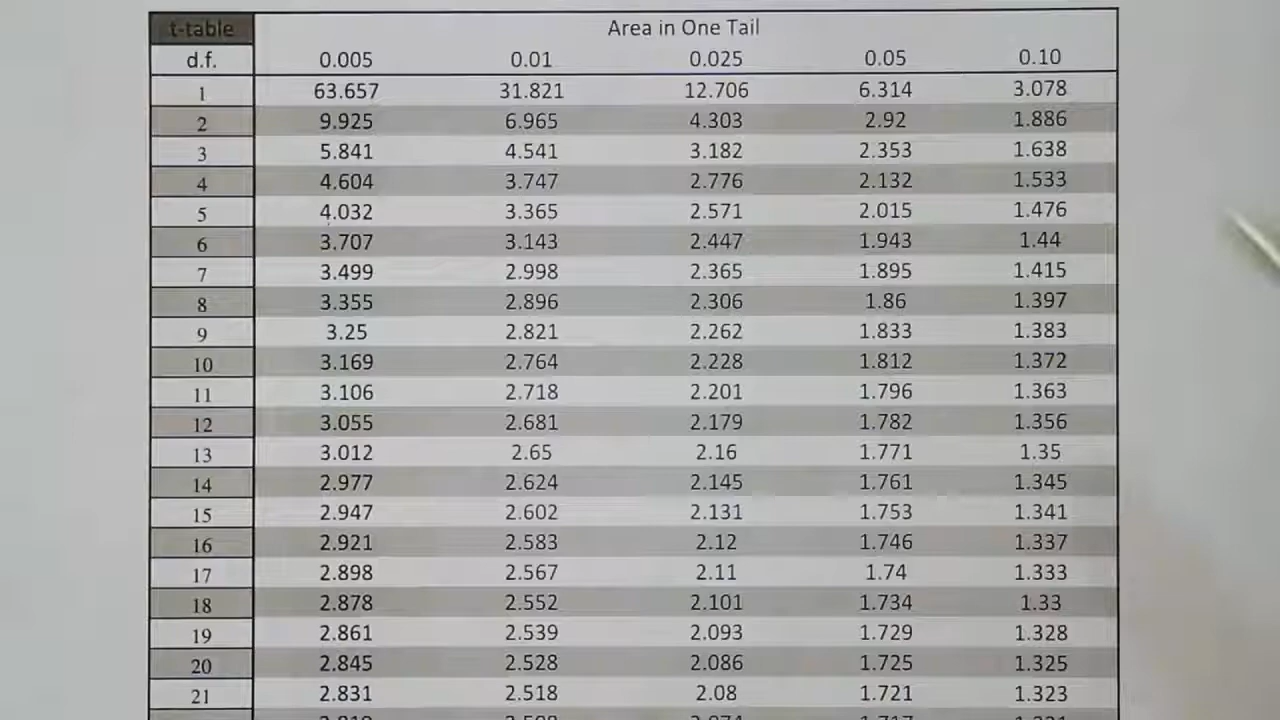 t-table Area in One Tail
d.f. 0.005 0.01 0.025 0.05 0.10
1 63.657 31.821 12.706 6.314 3.078
2 9.925 6.965 4.303 2.92 1.886
3 5.841 4.541 3.182 2.353 1.638
4 4.604 3.747 2.776 2.132 1.533
5 4.032 3.365 2.571 2.015 1.476
6 3.707 3.143 2.447 1.943 1.44
7 3.499 2.998 2.365 1.895 1.415
8 3.355 2.896 2.306 1.86 1.397
9 3.25 2.821 2.262 1.833 1.383
10 3.169 2.764 2.228 1.812 1.372
11 3.106 2.718 2.201 1.796 1.363
12 3.055 2.681 2.179 1.782 1.356
13 3.012 2.65 2.16 1.771 1.35
14 2.977 2.624 2.145 1.761 1.345
15 2.947 2.602 2.131 1.753 1.341
16 2.921 2.583 2.12 1.746 1.337
17 2.898 2.567 2.11 1.74 1.333
18 2.878 2.552 2.101 1.734 1.33
19 2.861 2.539 2.093 1.729 1.328
20 2.845 2.528 2.086 1.725 1.325
21 2.831 2.518 2.08 1.721 1.323